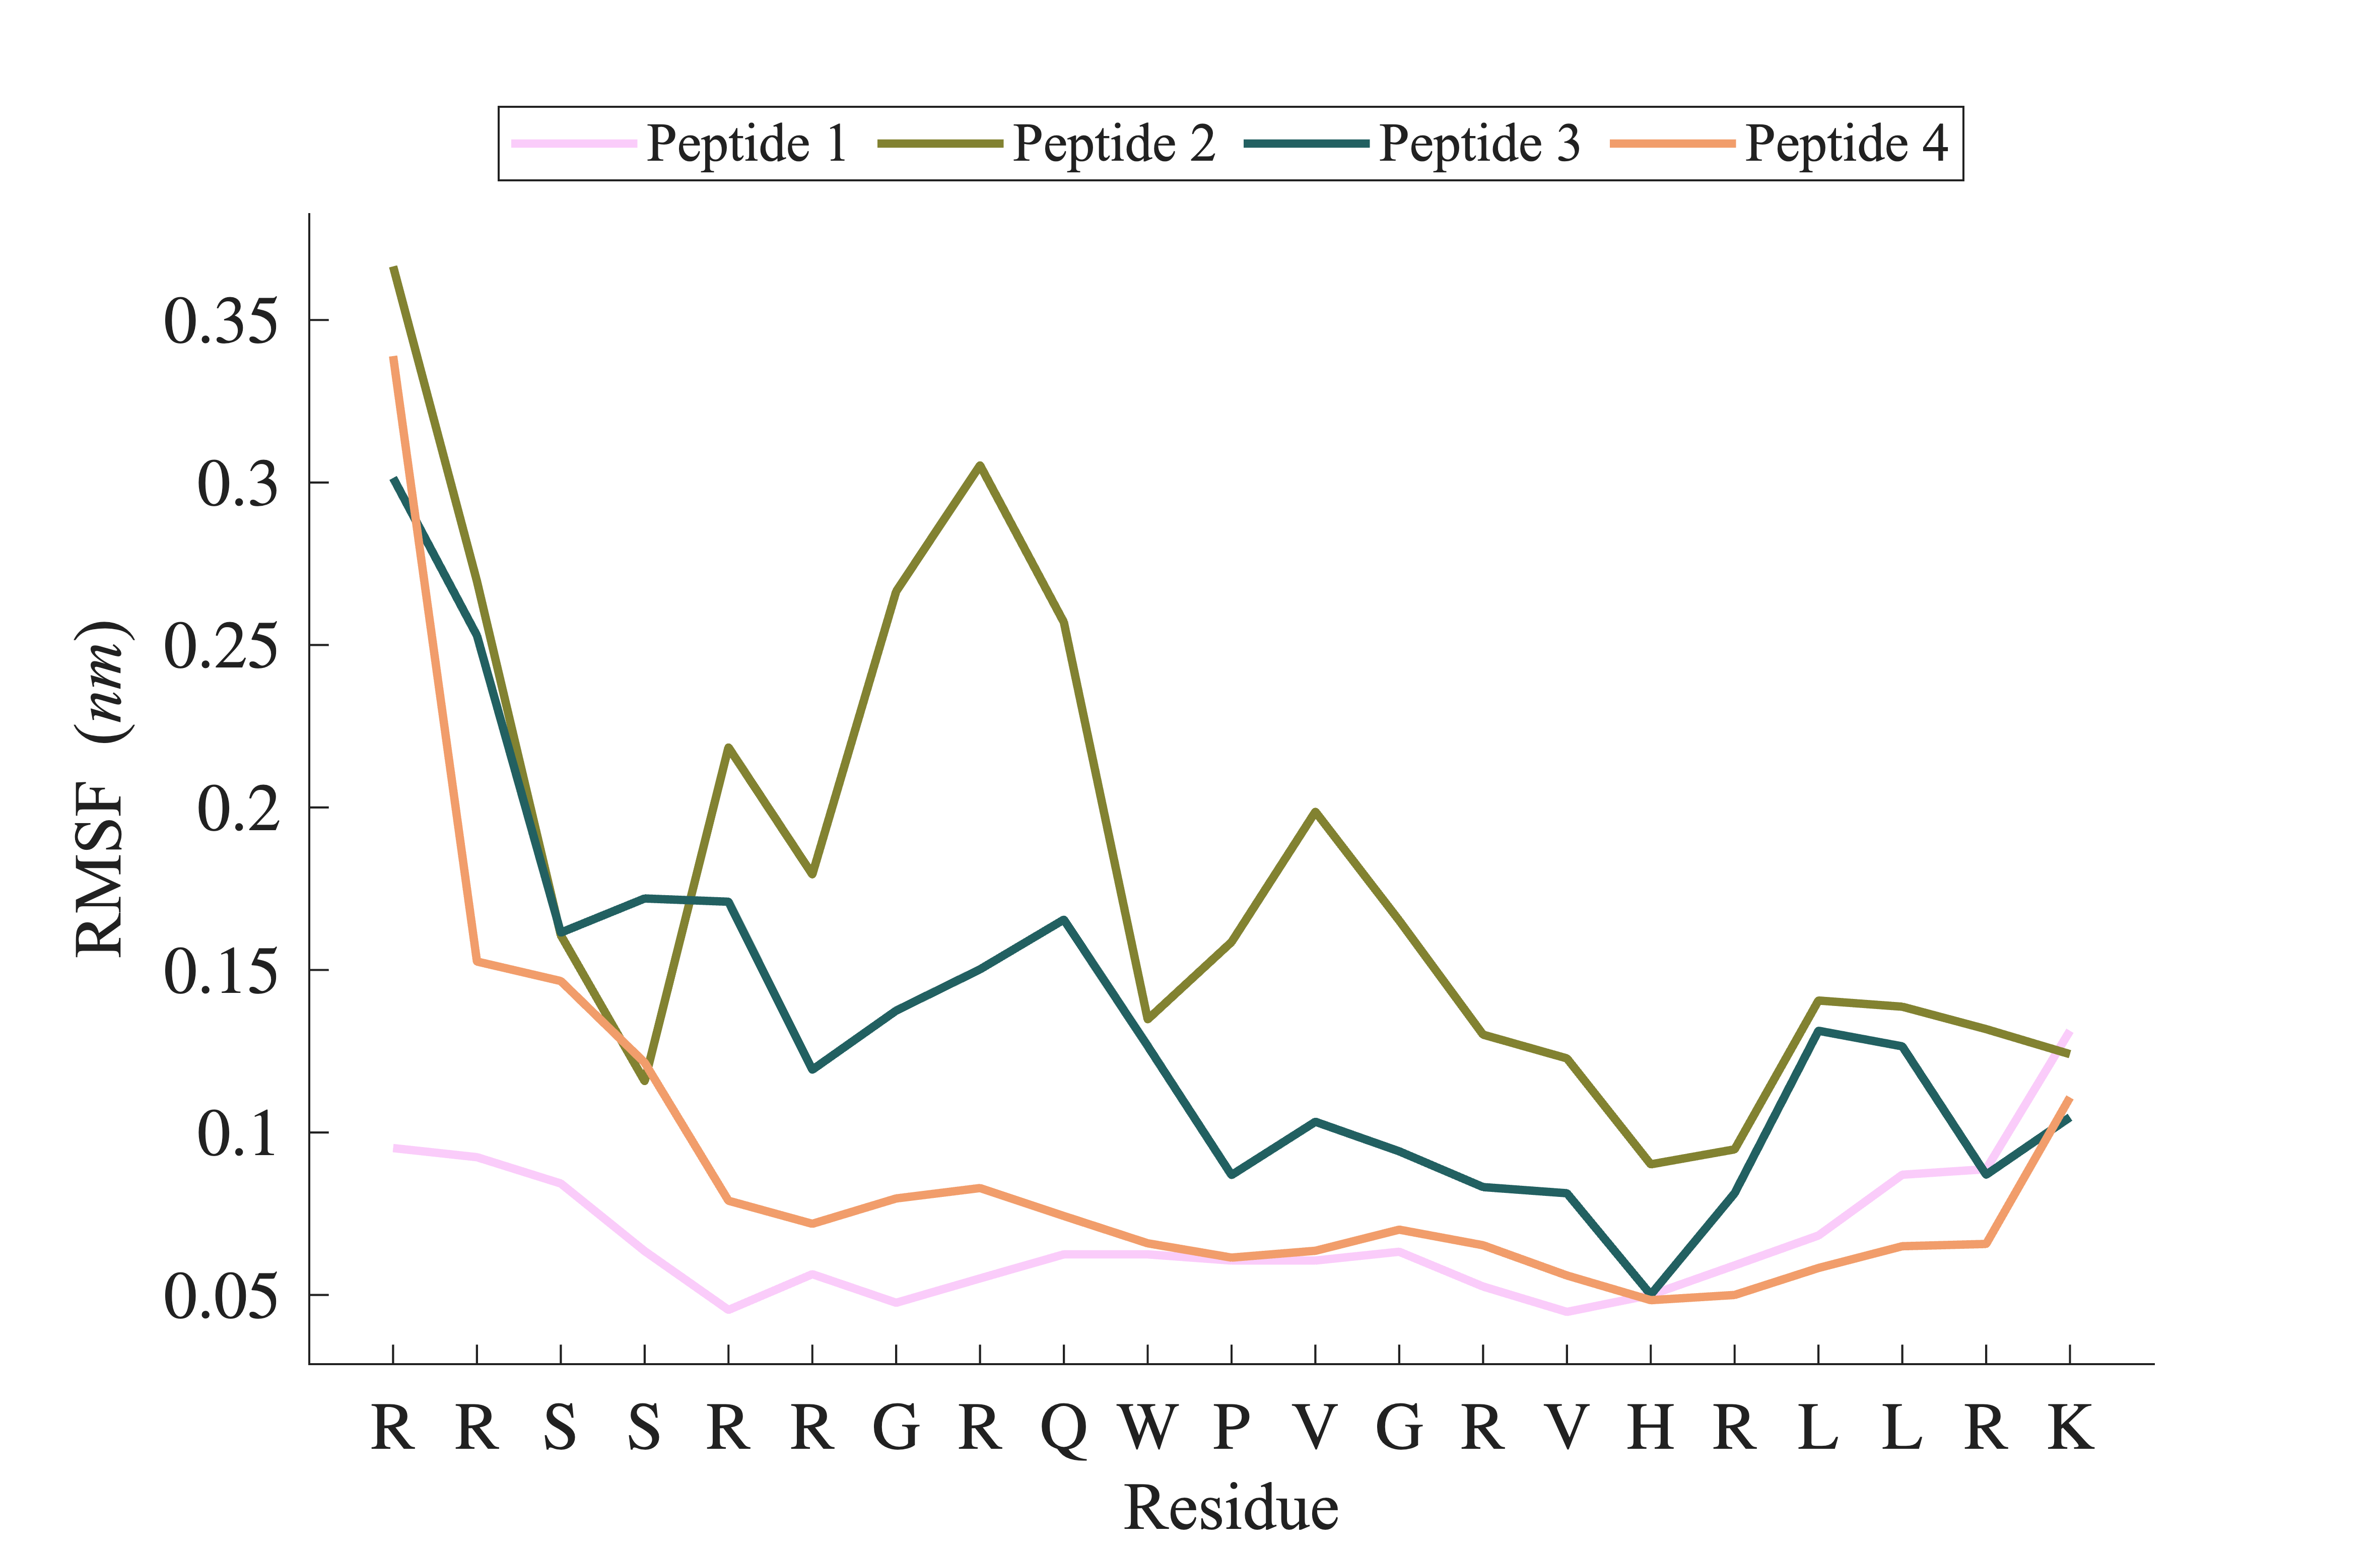 Peptide 1 Peptide 2 Peptide 3 Peptide 4
RMSF (nm)
0.35
0.3
0.25
0.2
0.15
0.1
0.05
R R S S R R G R Q W P V G R V H R L L R K
Residue